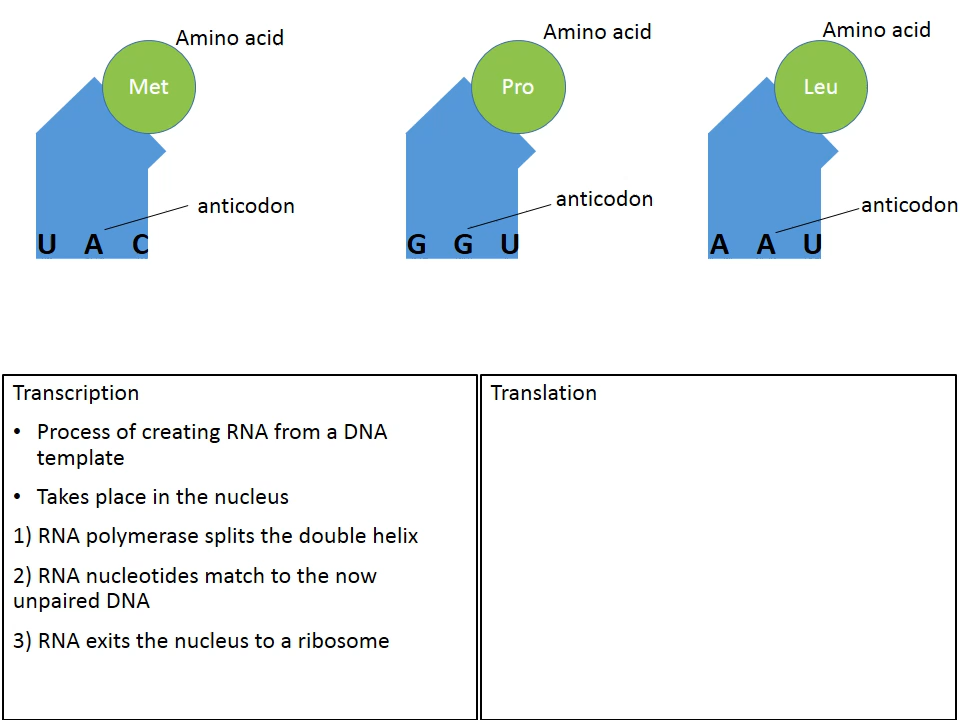 Amino acid
Met
anticodon
U A C
Amino acid
Pro
anticodon
G G U
Amino acid
Leu
anticodon
A A U
Transcription
• Process of creating RNA from a DNA
template
• Takes place in the nucleus
1) RNA polymerase splits the double helix
2) RNA nucleotides match to the now
unpaired DNA
3) RNA exits the nucleus to a ribosome
Translation